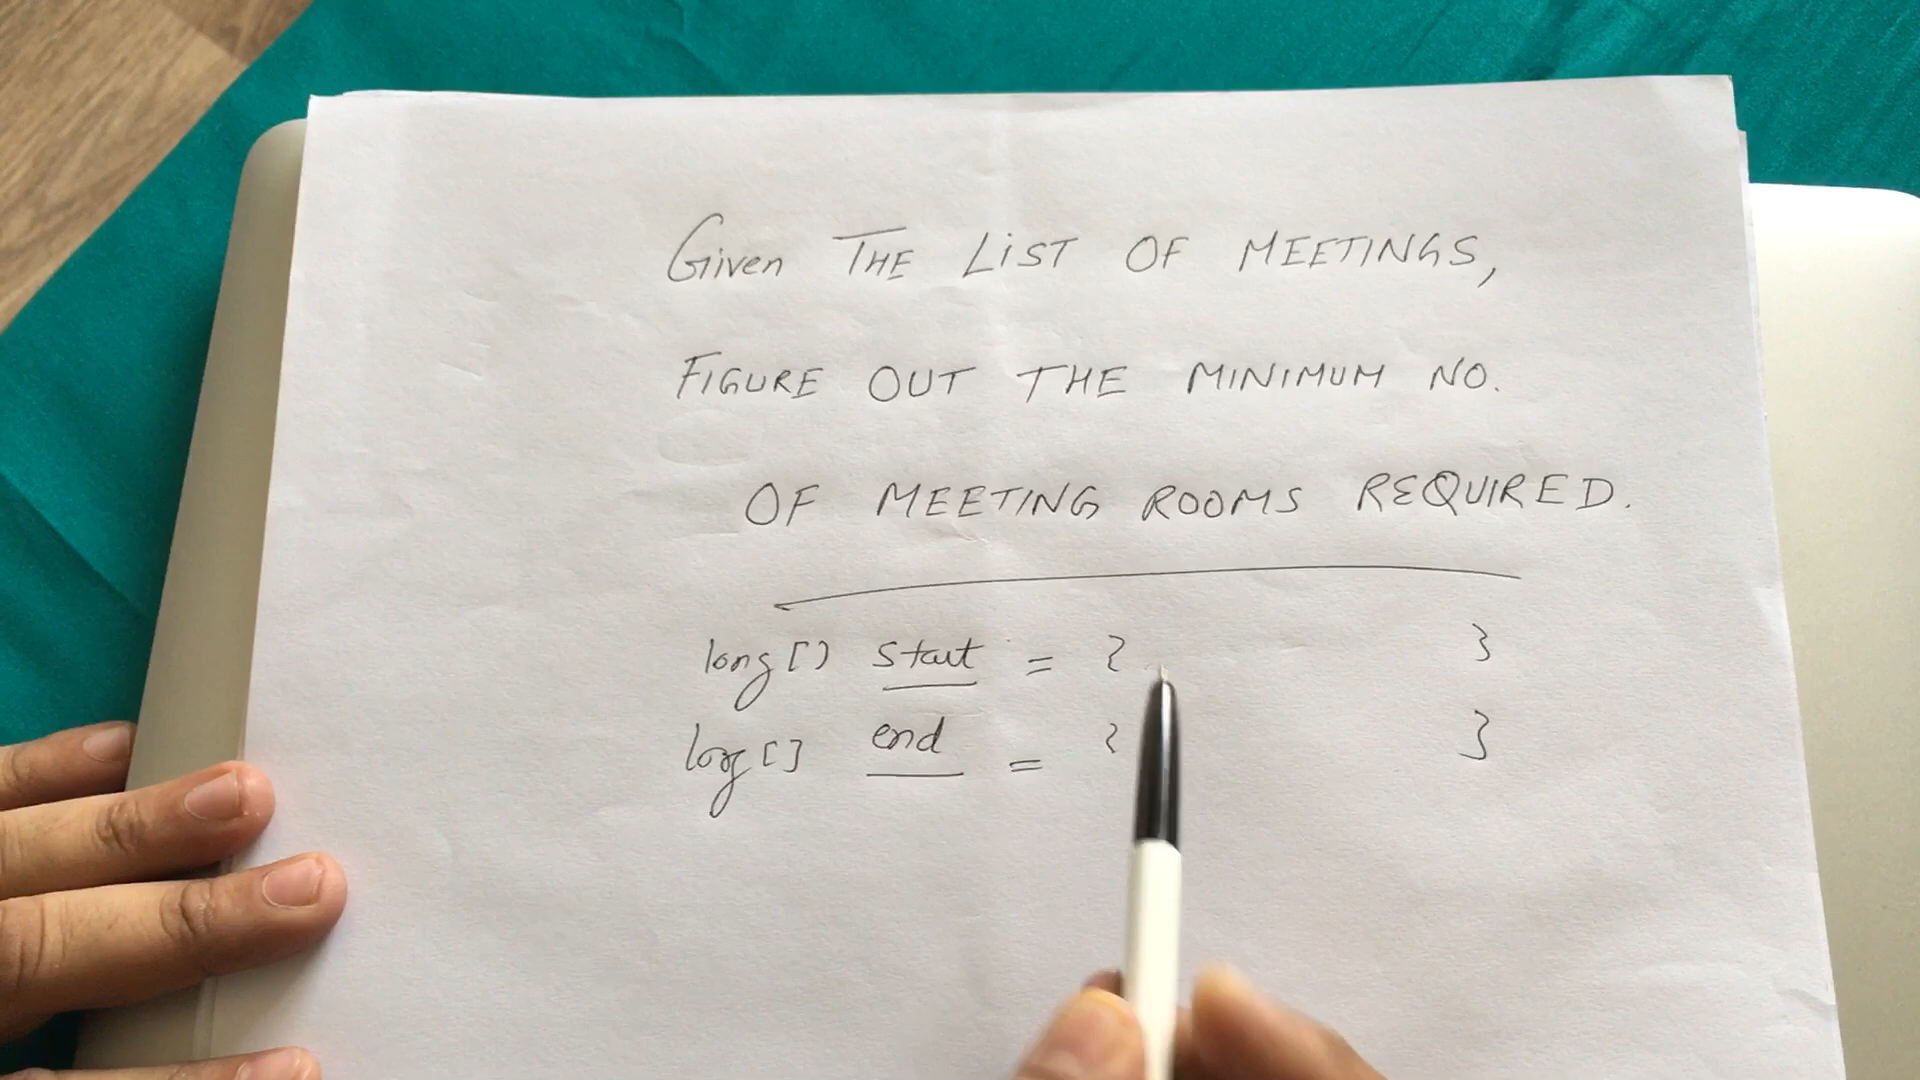 Given THE LIST OF MEETINGS,
FIGURE OUT THE MINIMUM NO.
OF MEETING ROOMS REQUIRED.
long[] start = { }
long[] end = { }